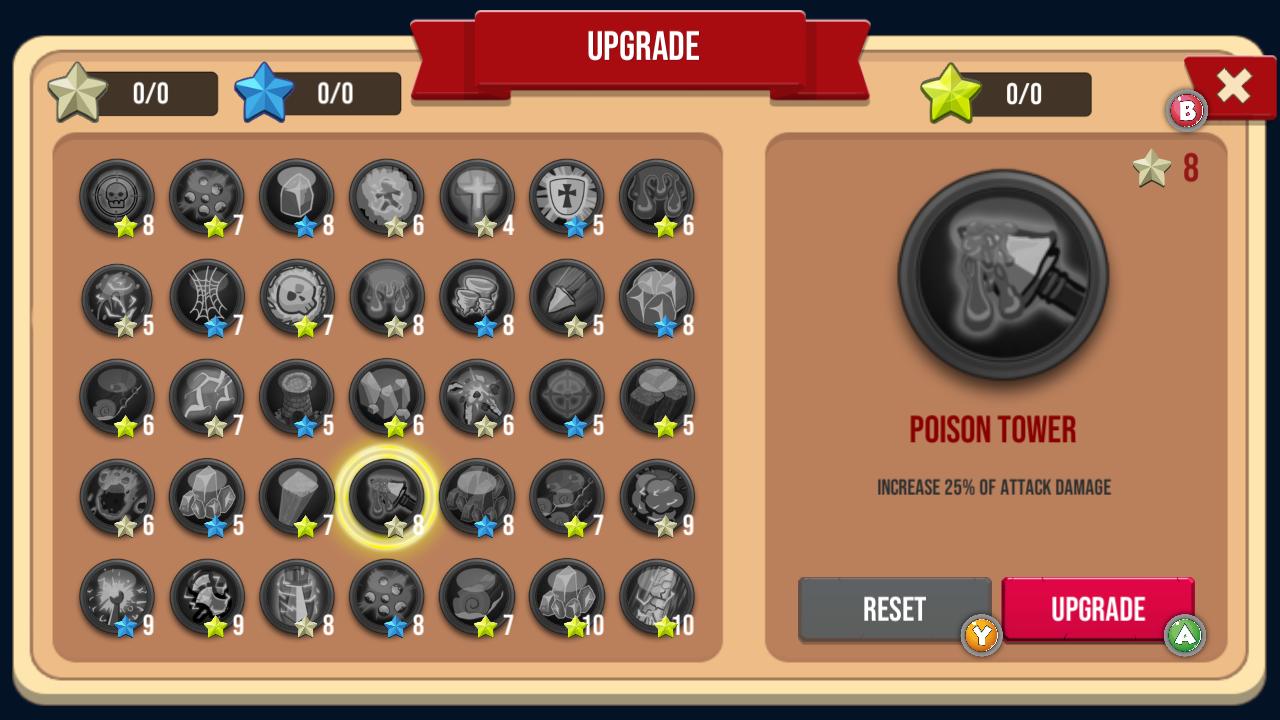 UPGRADE
0/0 0/0 0/0
B
8
8 7 8 6 4 5 6
5 7 7 8 8 5 8
6 7 5 6 6 5 5
6 5 7 8 8 7 9
9 9 8 8 7 10 10
POISON TOWER
INCREASE 25% OF ATTACK DAMAGE
RESET UPGRADE
Y A